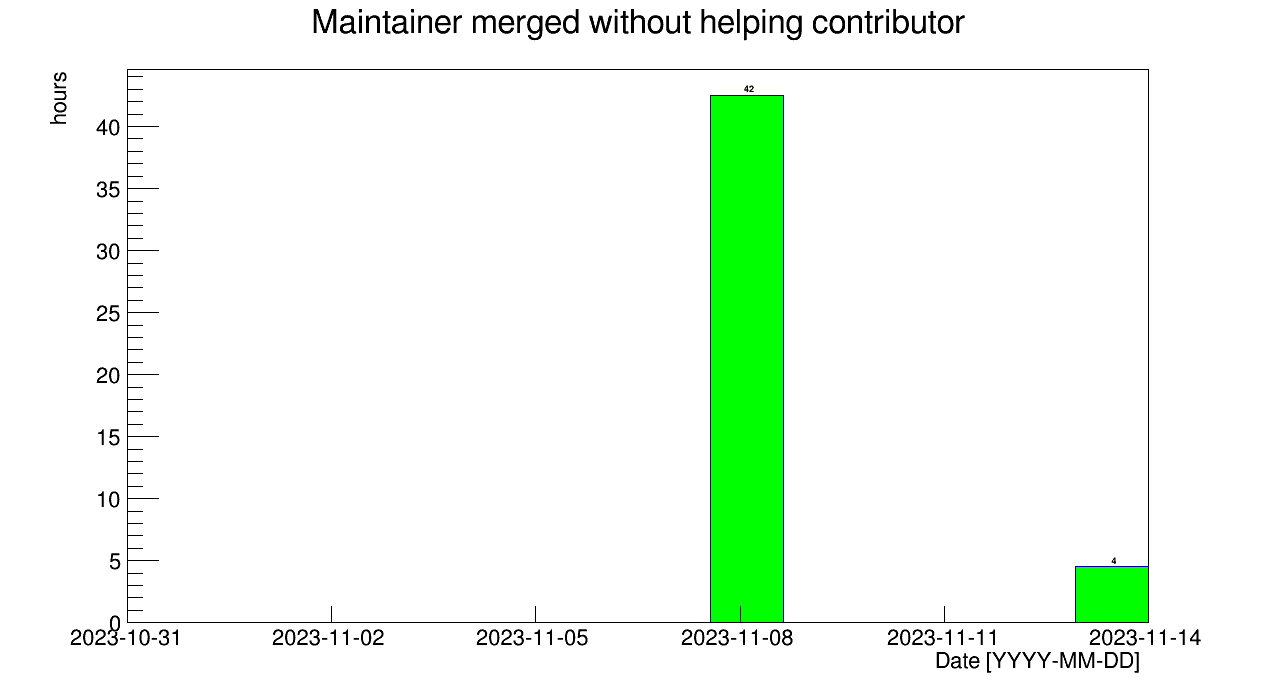 Maintainer merged without helping contributor
hours
42
40
35
30
25
20
15
10
5
4
0
2023-10-31 2023-11-02 2023-11-05 2023-11-08 2023-11-11 2023-11-14
Date [YYYY-MM-DD]